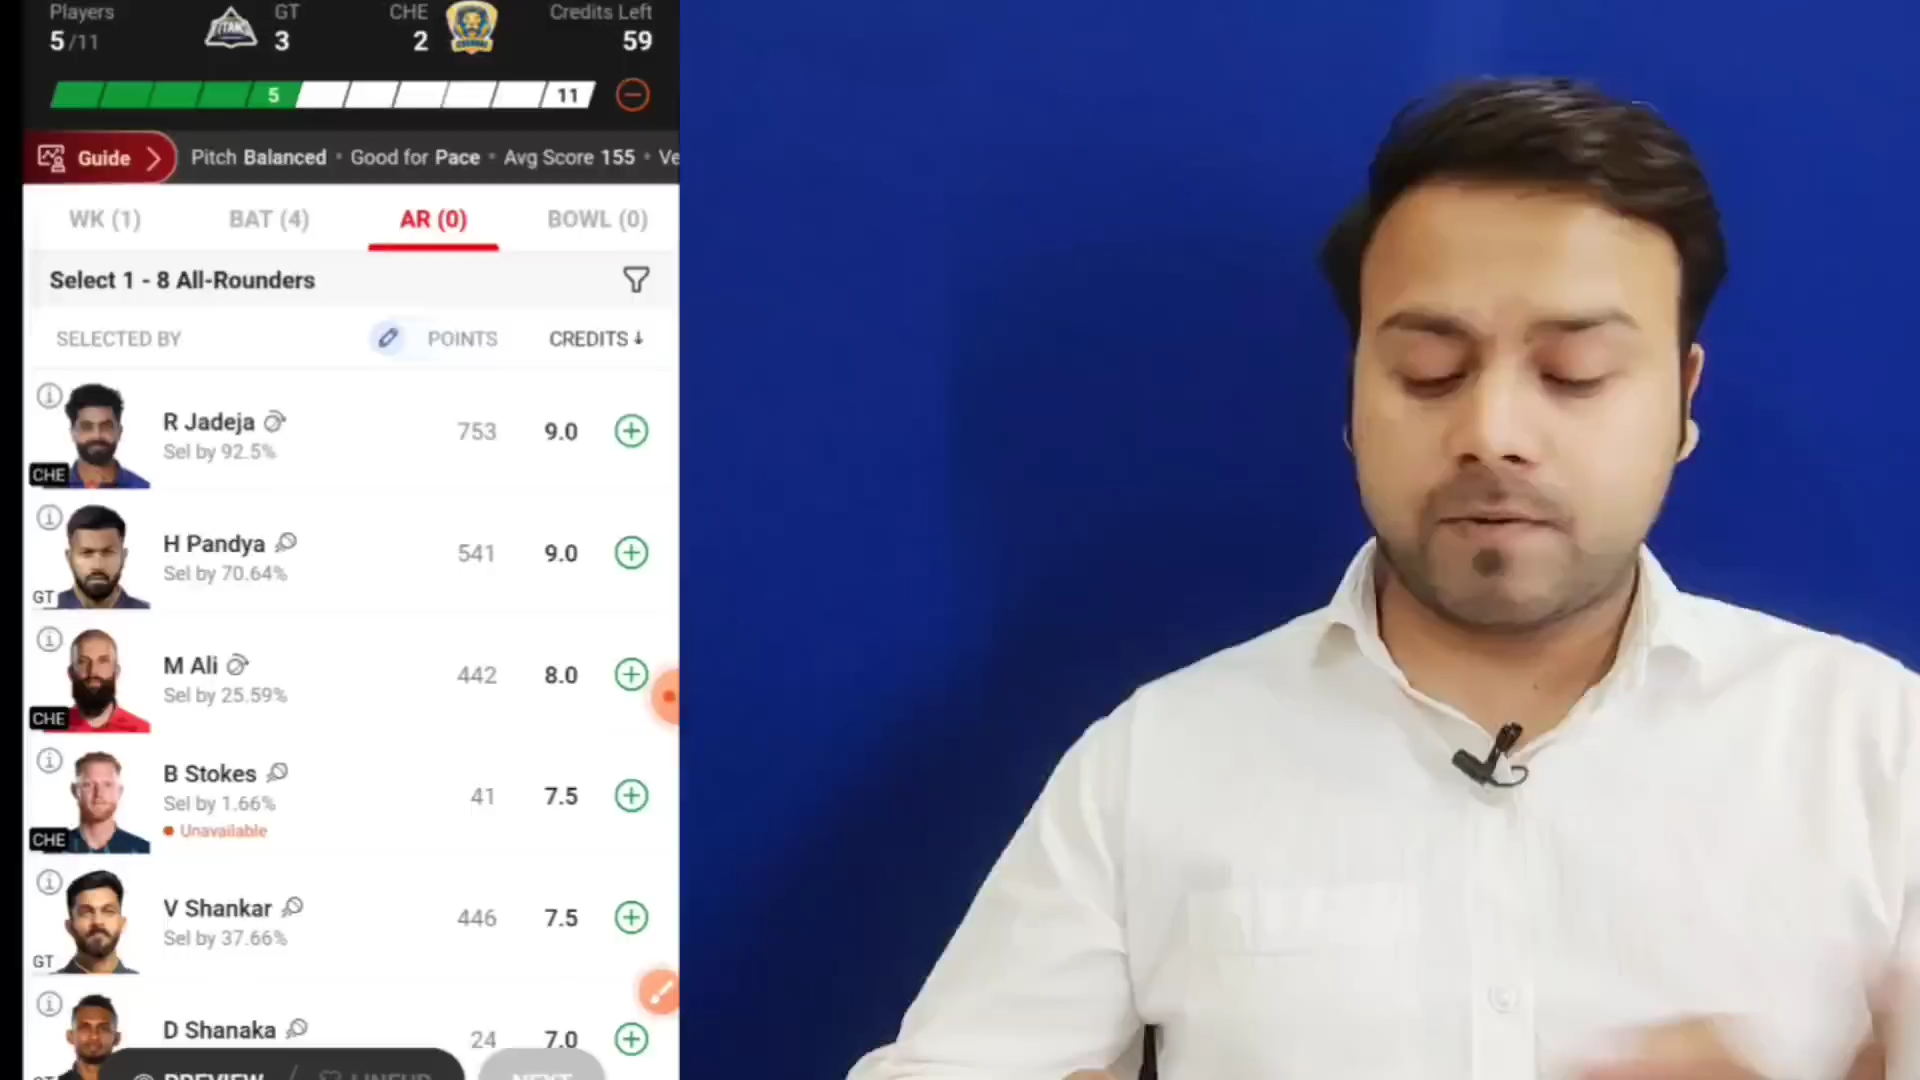 Players GT CHE Credits Left
5/11 3 2 59
5 11
Guide Pitch Balanced • Good for Pace • Avg Score 155 • Ve
WK (1) BAT (4) AR (0) BOWL (0)
Select 1 - 8 All-Rounders
SELECTED BY POINTS CREDITS↓
R Jadeja
Sel by 92.5%
753 9.0
CHE
H Pandya
Sel by 70.64%
541 9.0
GT
M Ali
Sel by 25.59%
442 8.0
CHE
B Stokes
Sel by 1.66%
Unavailable
41 7.5
CHE
V Shankar
Sel by 37.66%
446 7.5
GT
D Shanaka
24 7.0
PREVIEW / LINEUP NEXT